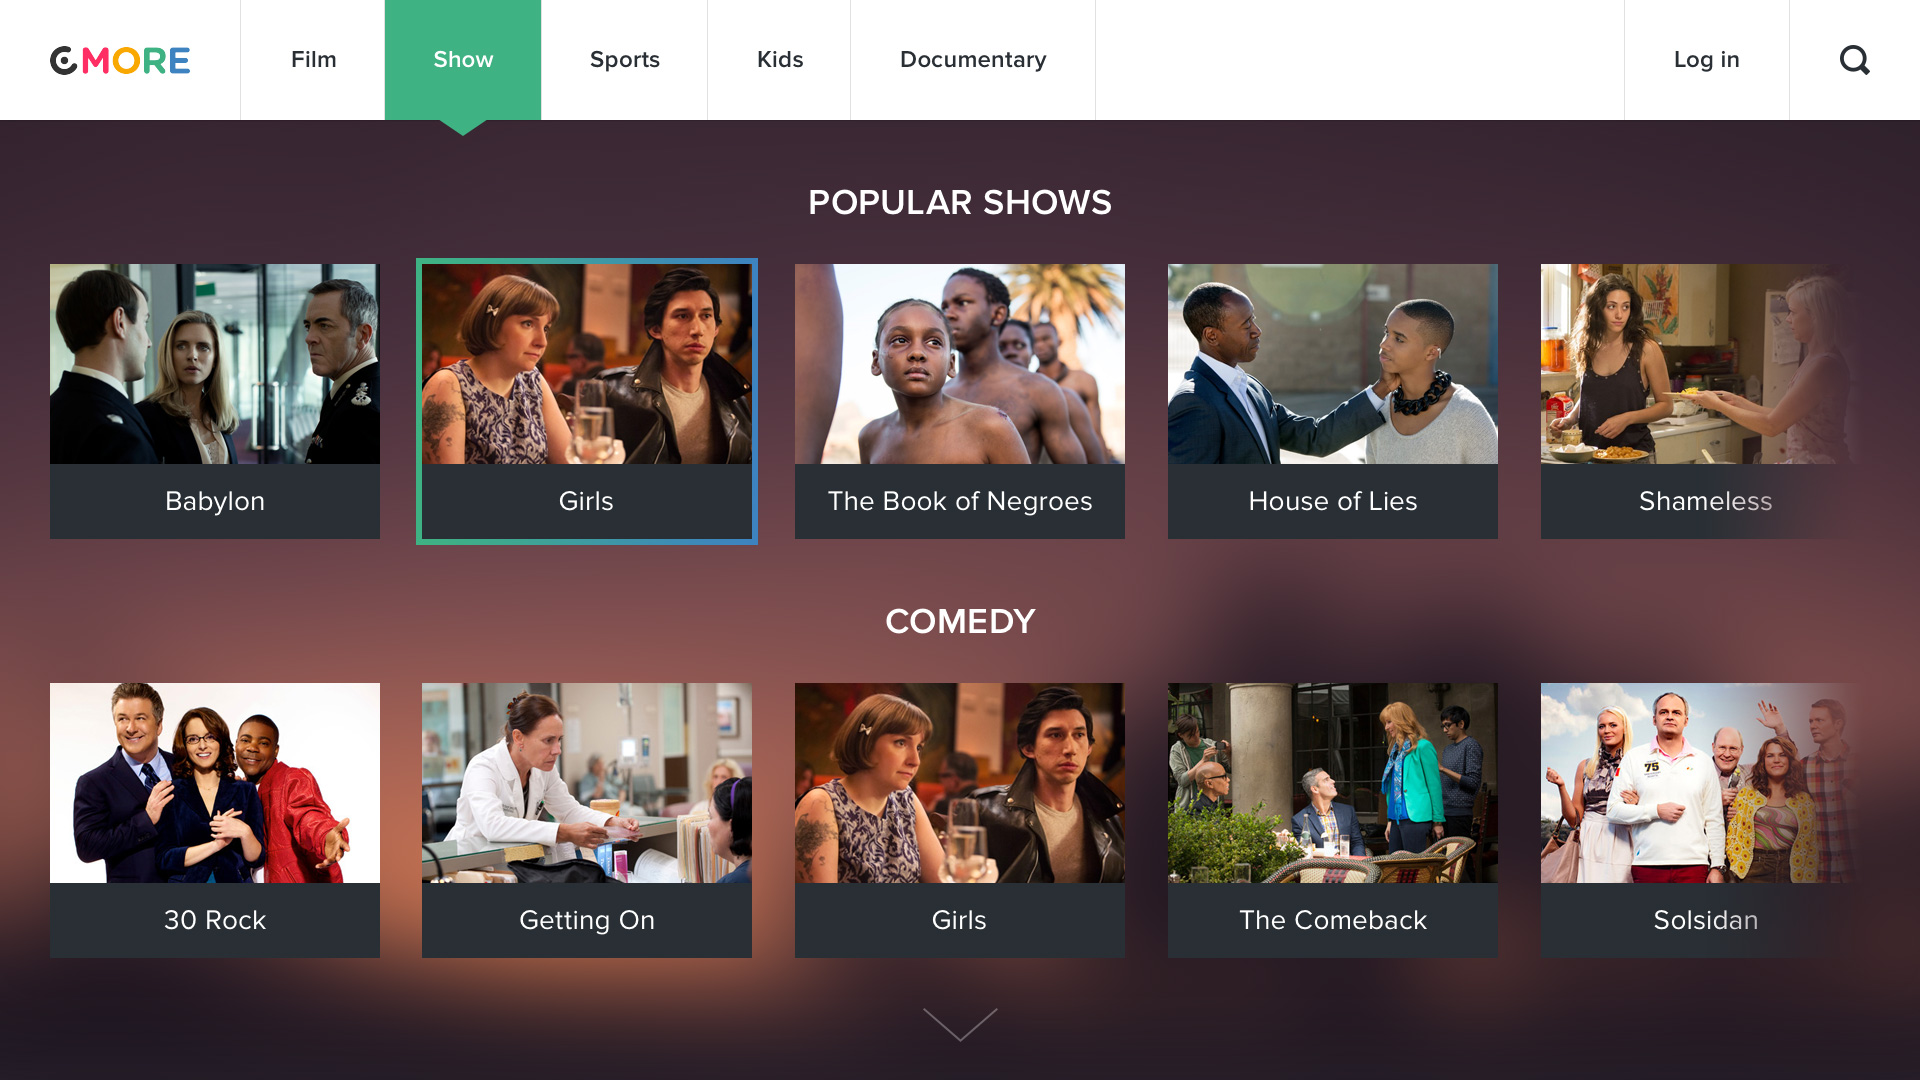 CMORE
Film
Show
Sports
Kids
Documentary
Log in
POPULAR SHOWS
Babylon
Girls
The Book of Negroes
House of Lies
Shameless
COMEDY
30 Rock
Getting On
Girls
The Comeback
Solsidan
75